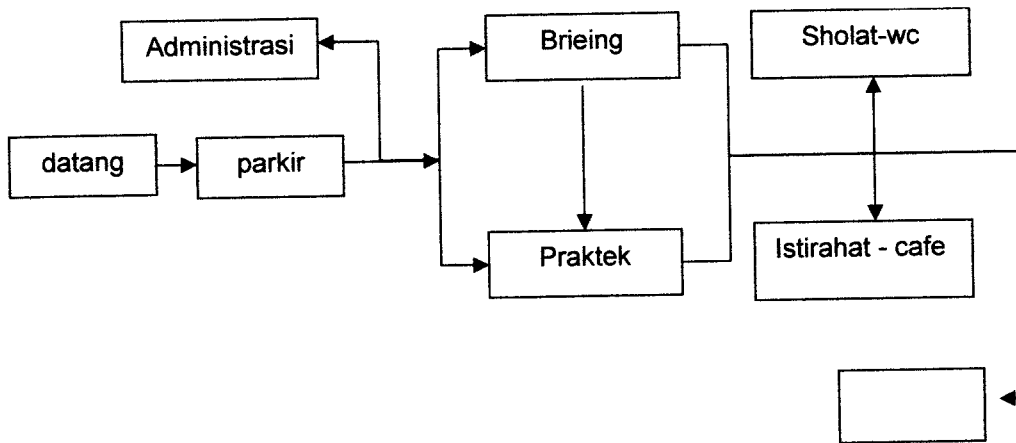 Administrasi
Brieing
Sholat-wc
datang
parkir
Praktek
Istirahat - cafe